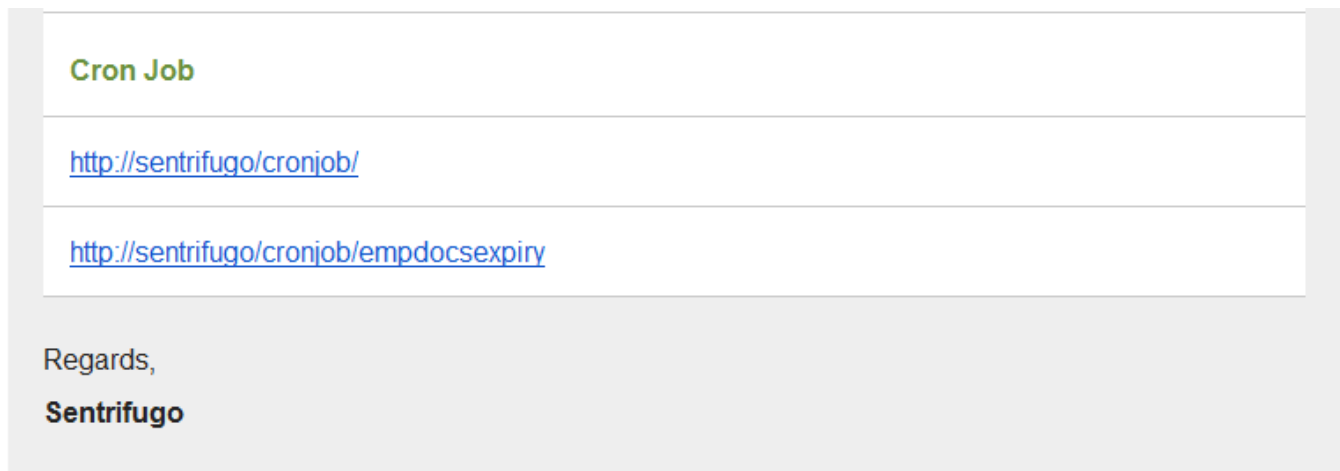 Cron Job
http://sentrifugo/cronjob/
http://sentrifugo/cronjob/empdocsexpiry
Regards,
Sentrifugo